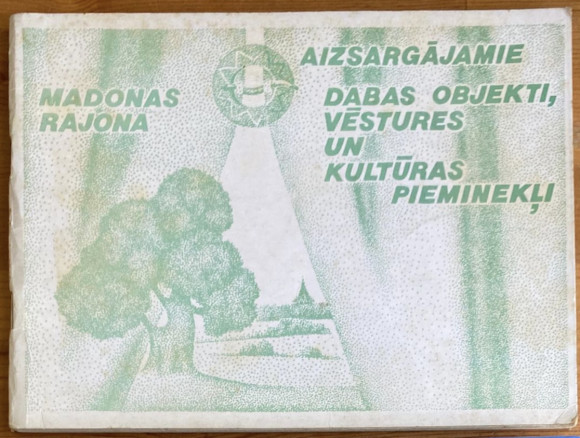 MADONAS
RAJONA
AIZSARGĀJAMIE
DABAS OBJEKTI,
VĒSTURES
UN
KULTŪRAS
PIEMINEKĻI